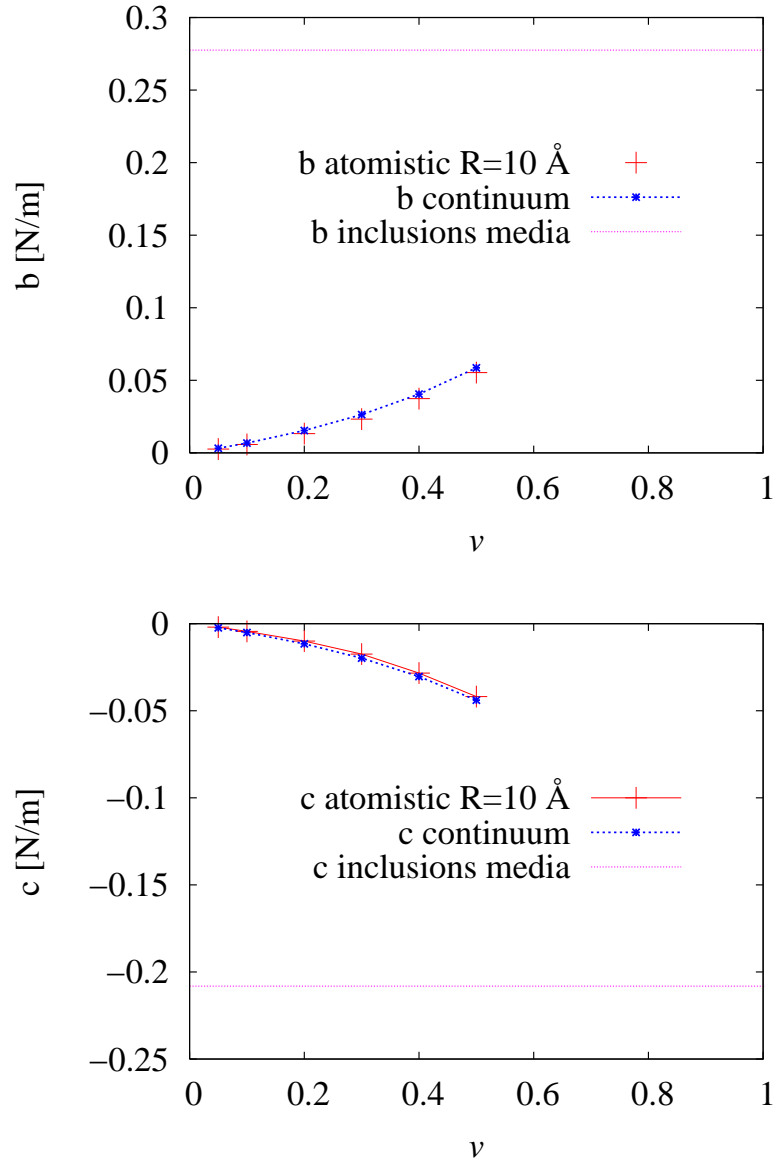 0.3
0.25
0.2
0.15
0.1
0.05
0
b [N/m]
b atomistic R=10 Å
b continuum
b inclusions media
0 0.2 0.4 0.6 0.8 1
v
0
−0.05
−0.1
−0.15
−0.2
−0.25
c [N/m]
c atomistic R=10 Å
c continuum
c inclusions media
0 0.2 0.4 0.6 0.8 1
v